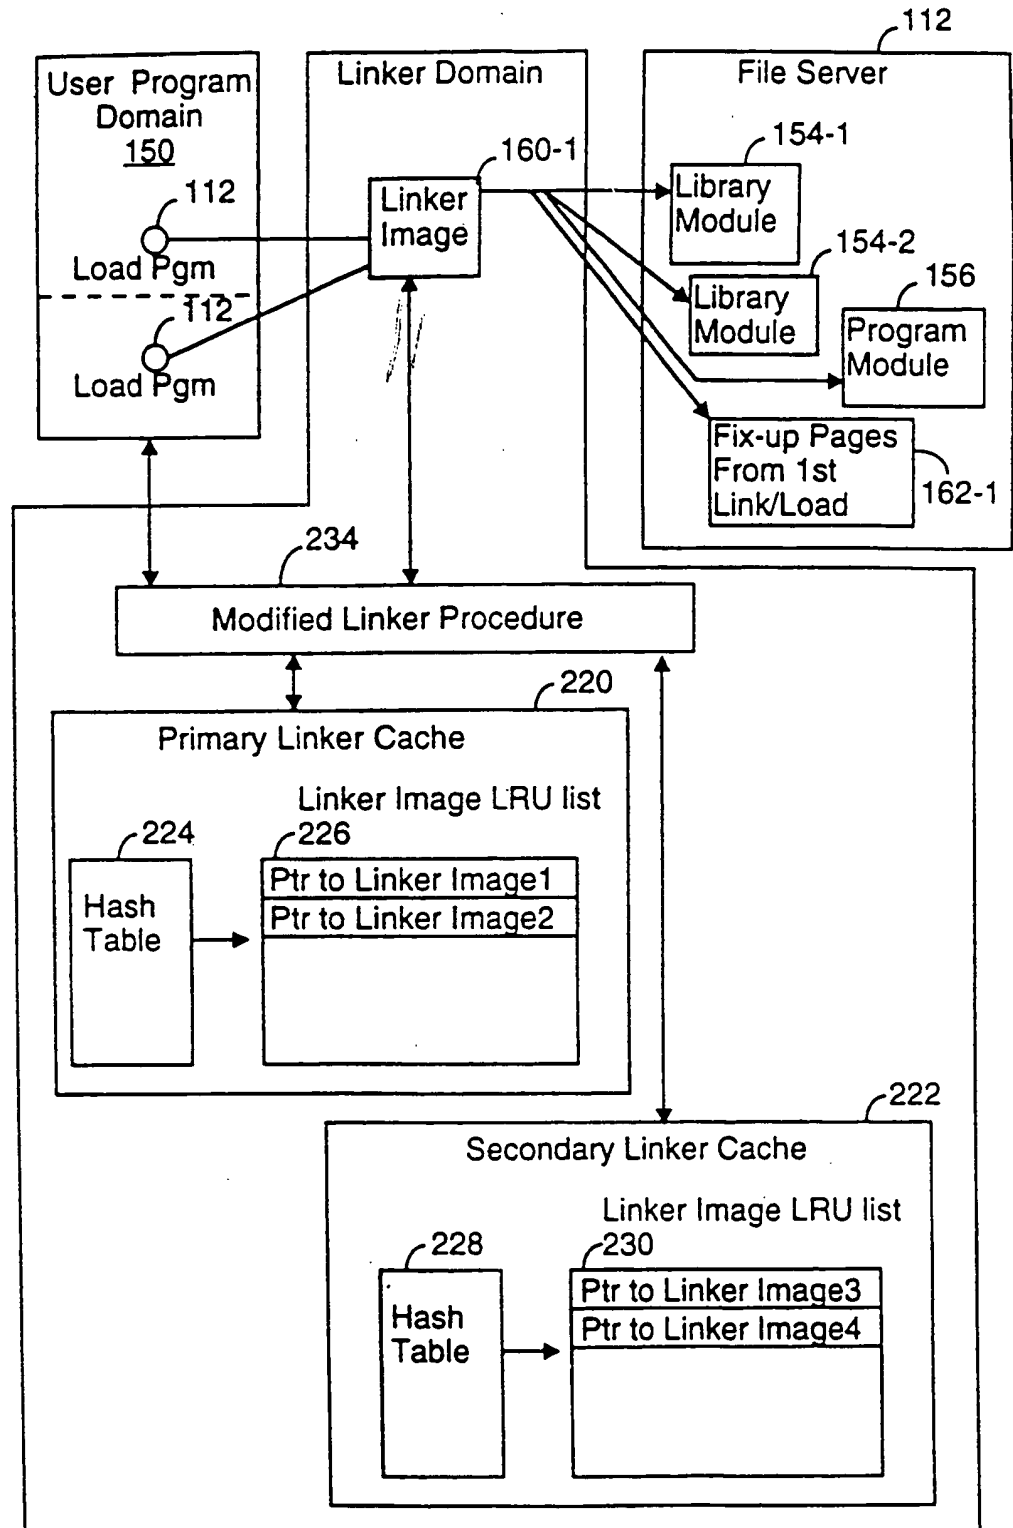 112
User Program
Domain
150
Linker Domain
File Server
154-1
160-1
112
Linker
Image
Library
Module
Load Pgm
154-2
156
112
Library
Module
Program
Module
Load Pgm
Fix-up Pages
From 1st
Link/Load
162-1
234
Modified Linker Procedure
220
Primary Linker Cache
Linker Image LRU list
224
226
Hash
Table
Ptr to Linker Image1
Ptr to Linker Image2
222
Secondary Linker Cache
Linker Image LRU list
228
230
Hash
Table
Ptr to Linker Image3
Ptr to Linker Image4